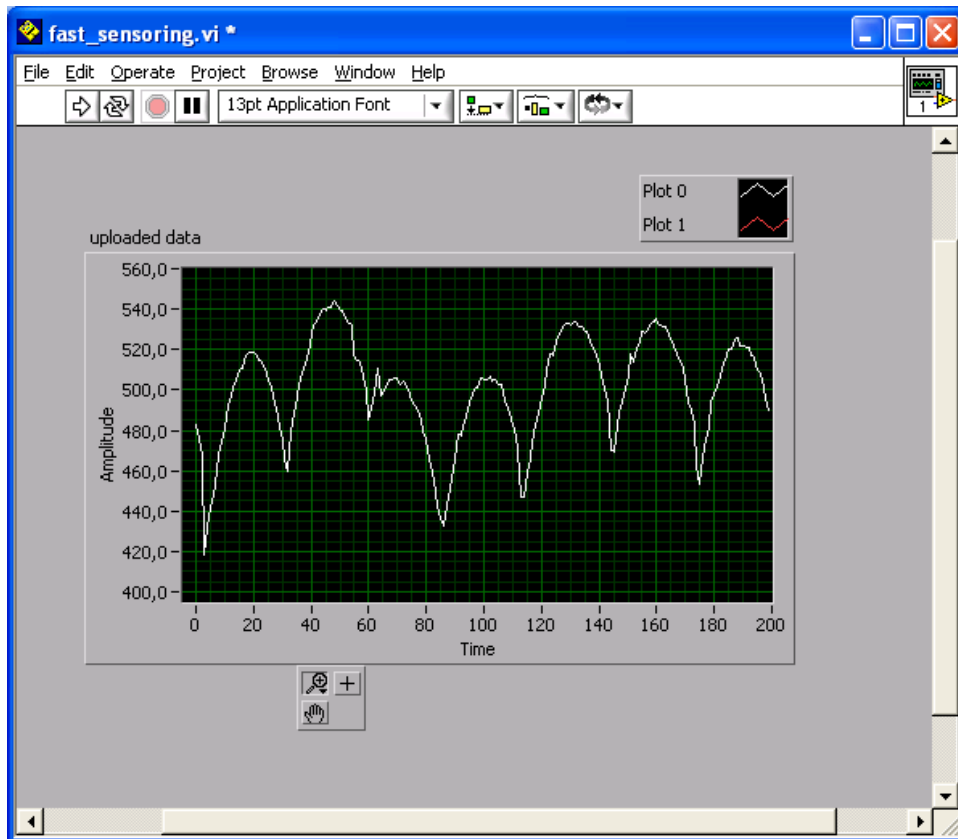 fast_sensoring.vi *
File Edit Operate Project Browse Window Help
13pt Application Font
1
Plot 0
Plot 1
uploaded data
560,0
540,0
520,0
500,0
480,0
460,0
440,0
420,0
400,0
Amplitude
0 20 40 60 80 100 120 140 160 180 200
Time